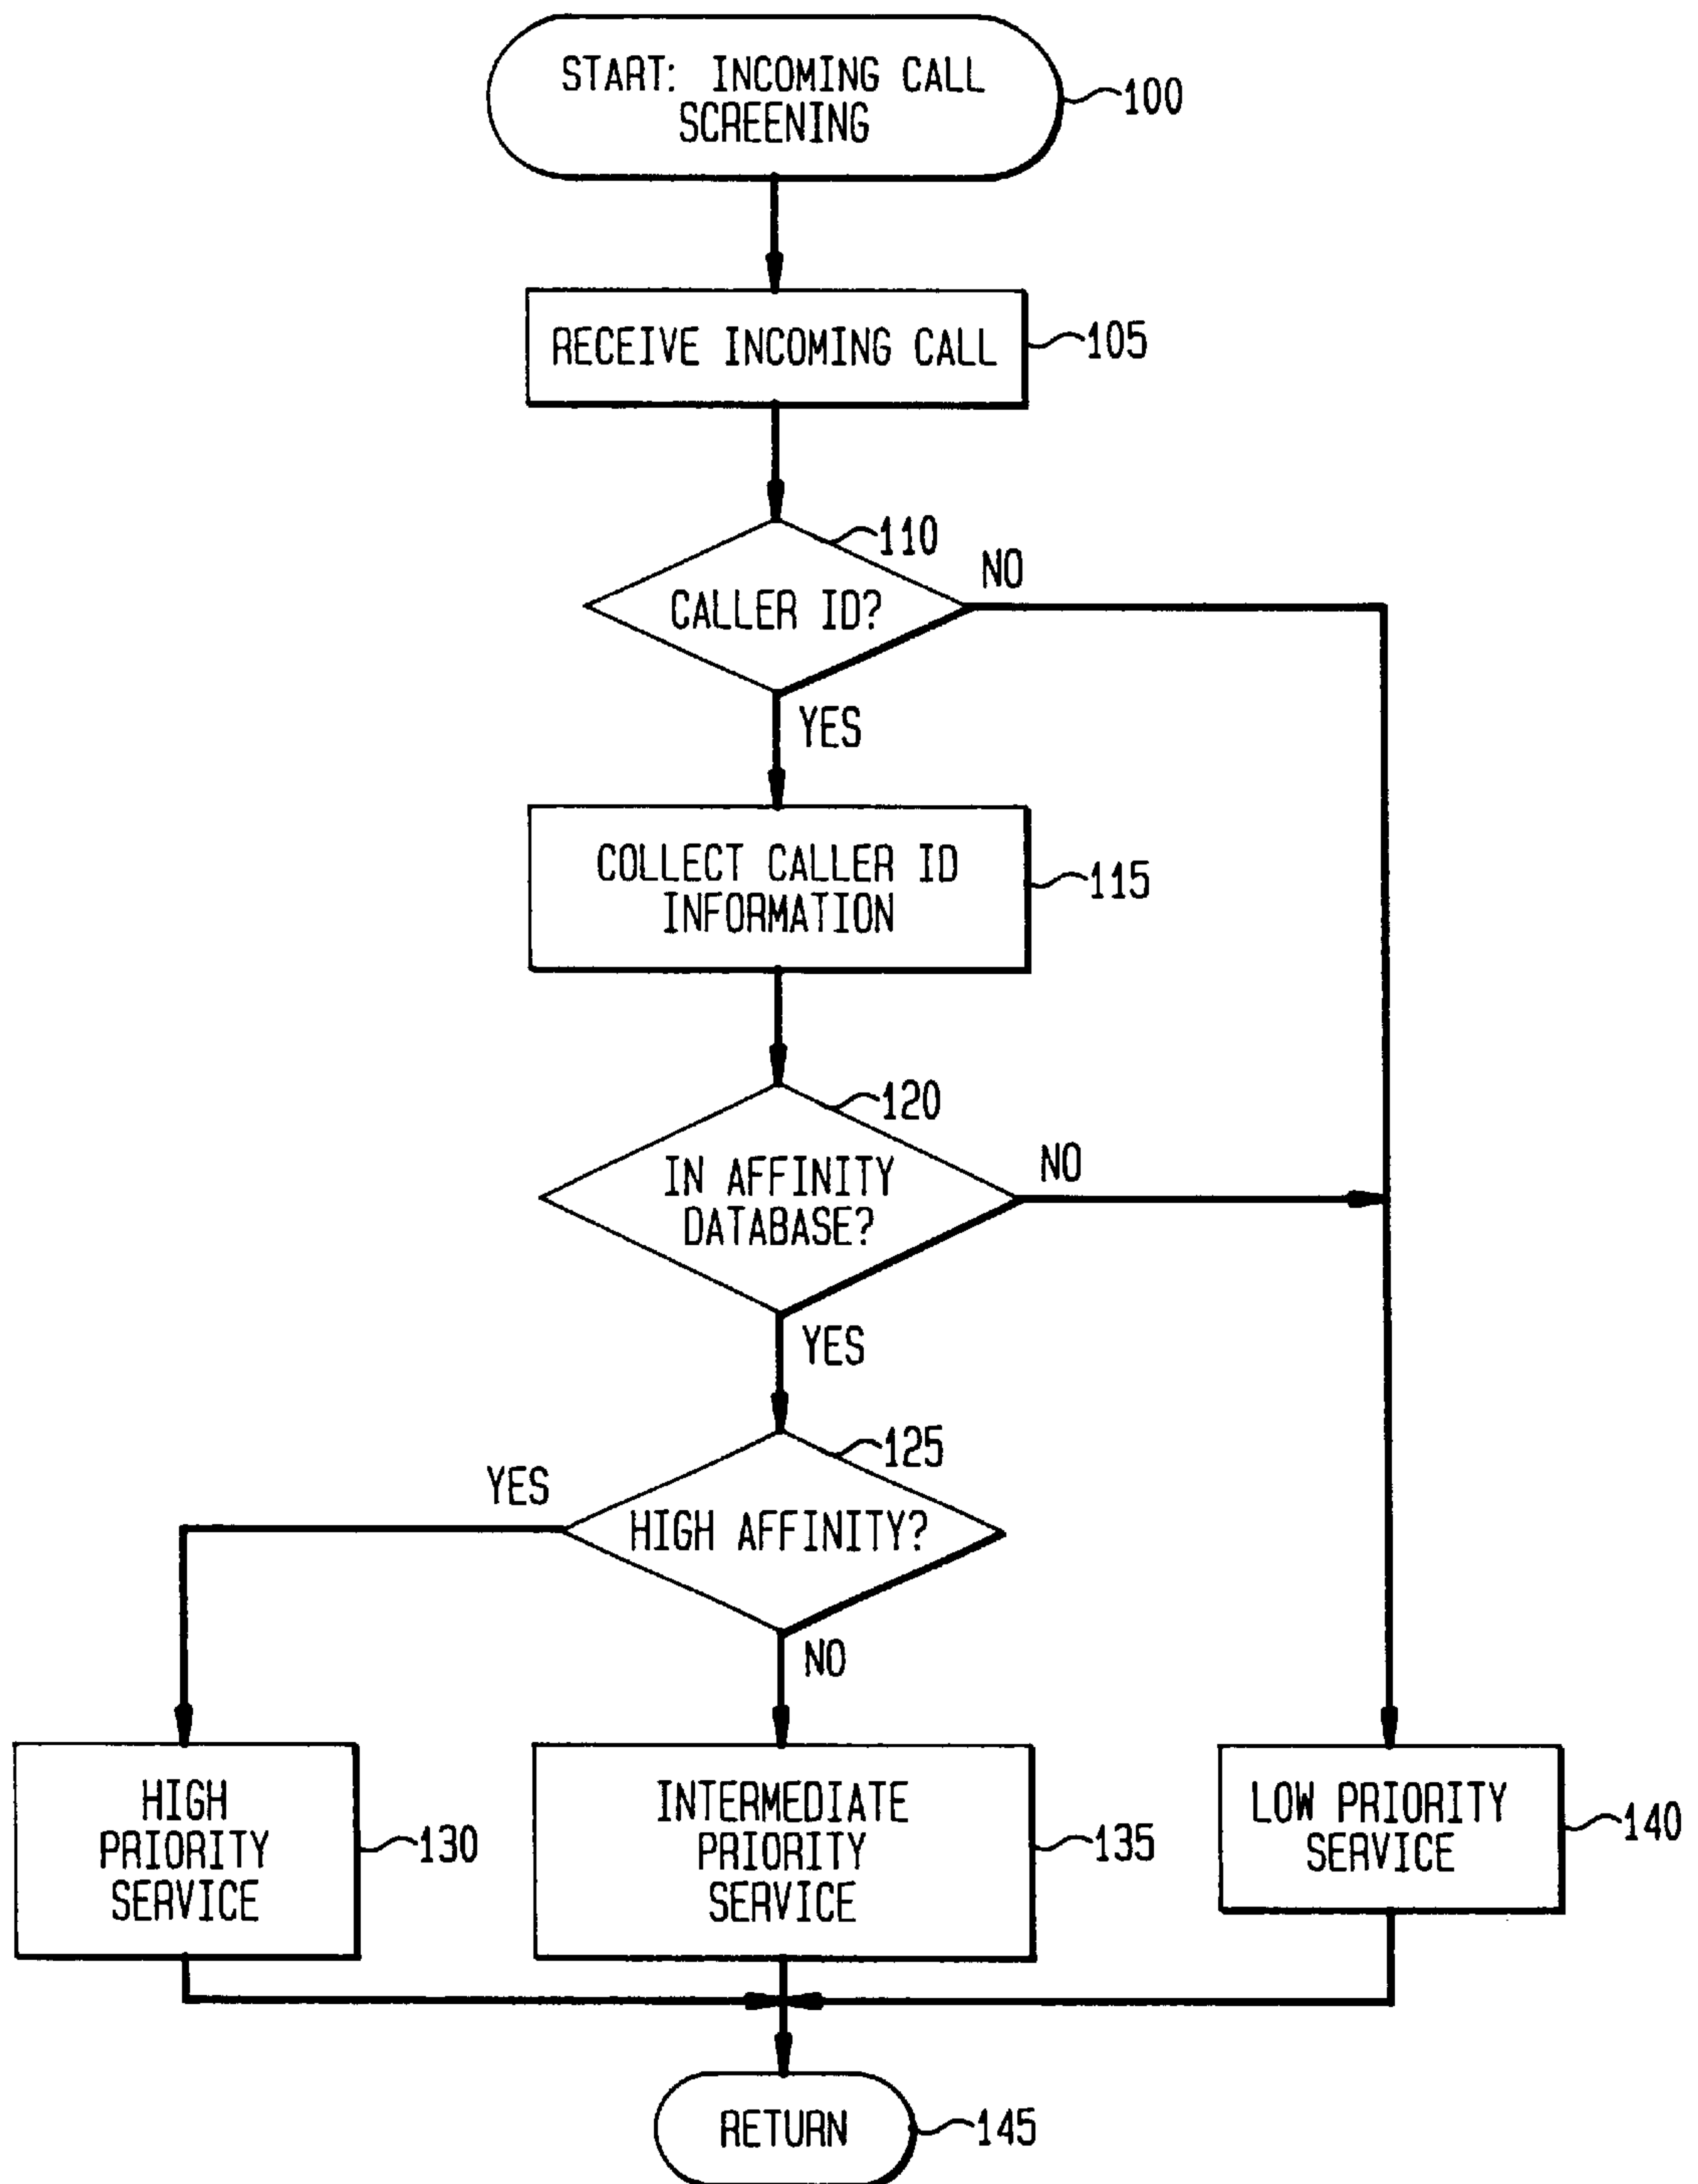 START: INCOMING CALL
SCREENING
100
RECEIVE INCOMING CALL
105
110
CALLER ID?
NO
YES
COLLECT CALLER ID
INFORMATION
115
120
IN AFFINITY
DATABASE?
NO
YES
125
YES
HIGH AFFINITY?
NO
HIGH
PRIORITY
SERVICE
130
INTERMEDIATE
PRIORITY
SERVICE
135
LOW PRIORITY
SERVICE
140
RETURN
145